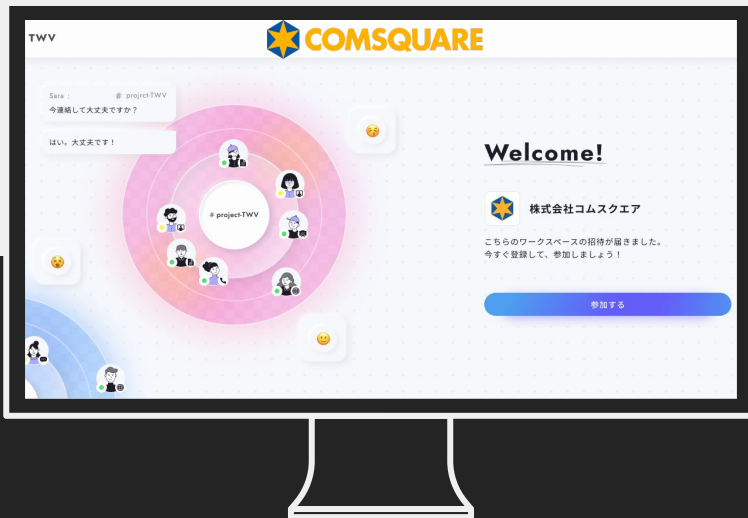 TWV
COMSQUARE
Sara :
# projrct-TWV
今連絡して大丈夫ですか？
はい。大丈夫です！
# project-TWV
Welcome!
株式会社コムスクエア
こちらのワークスペースの招待が届きました。
今すぐ登録して、参加しましょう！
参加する